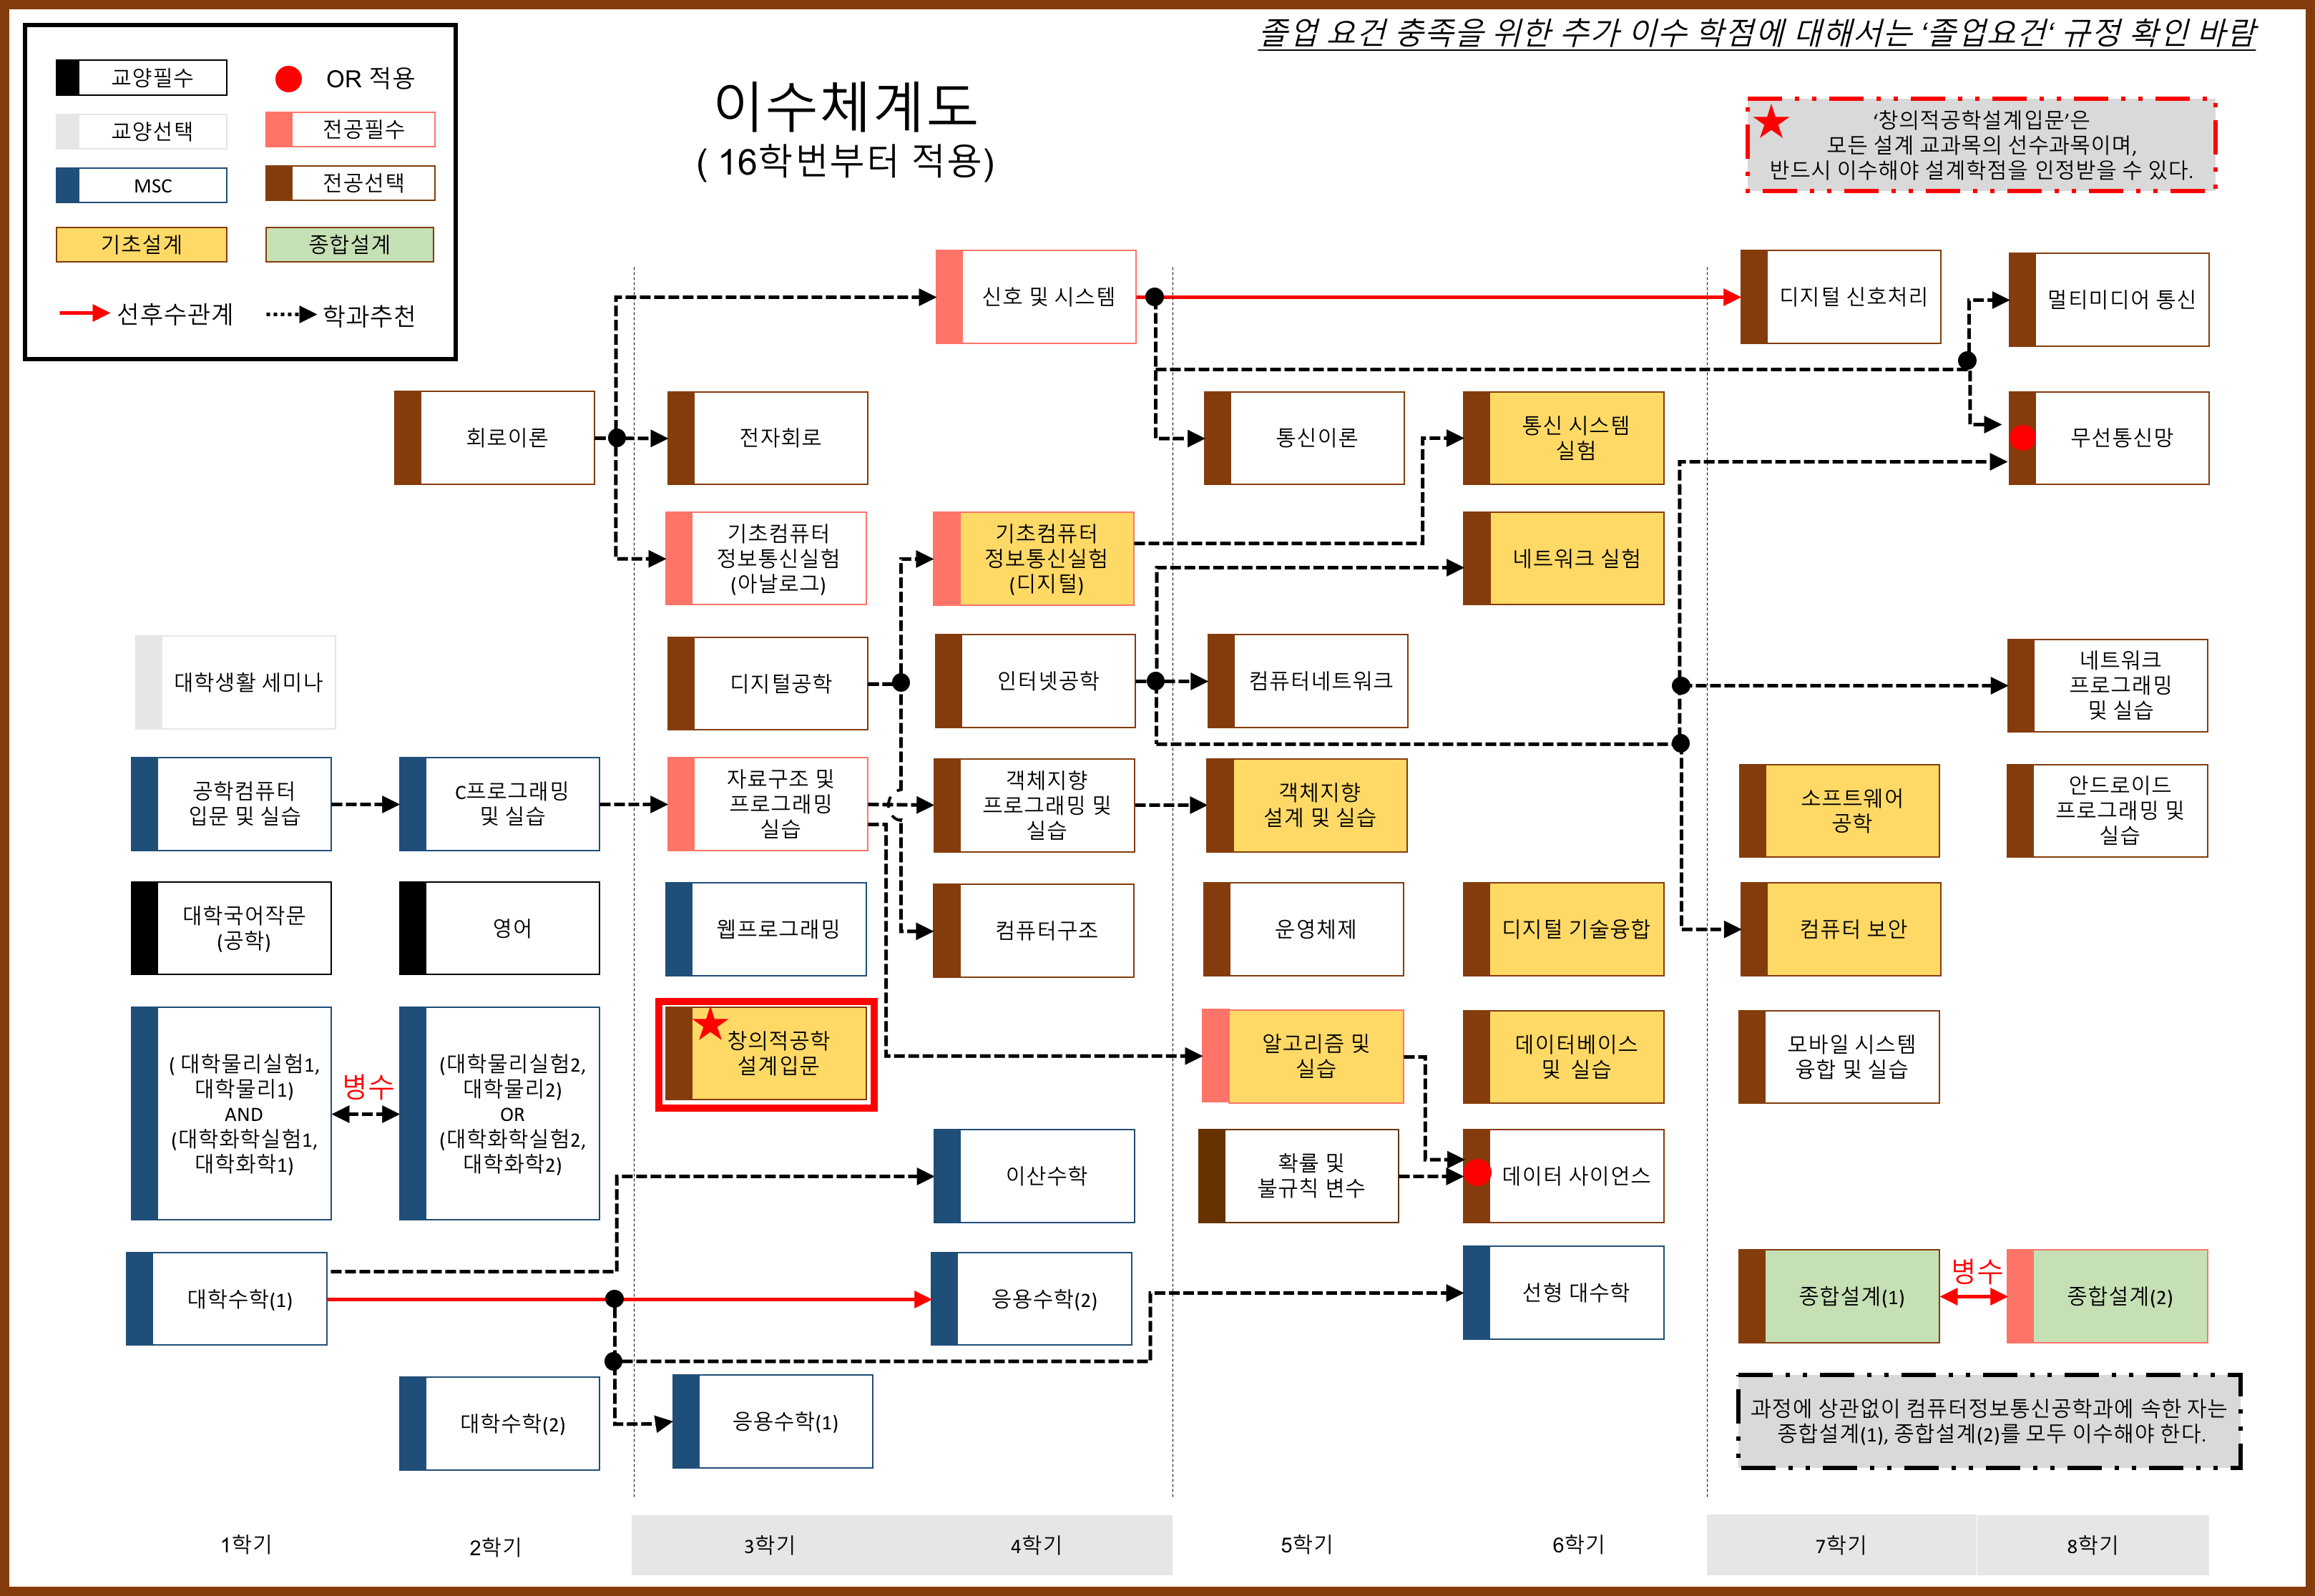 졸업 요건 충족을 위한 추가 이수 학점에 대해서는 ‘졸업요건‘ 규정 확인 바람
교양필수
OR 적용
교양선택
전공필수
MSC
전공선택
기초설계
종합설계
선후수관계
학과추천
이수체계도
( 16학번부터 적용)
‘창의적공학설계입문’은
모든 설계 교과목의 선수과목이며,
반드시 이수해야 설계학점을 인정받을 수 있다.
신호 및 시스템
디지털 신호처리
멀티미디어 통신
회로이론
전자회로
통신이론
통신 시스템
실험
무선통신망
기초컴퓨터
정보통신실험
(아날로그)
기초컴퓨터
정보통신실험
(디지털)
네트워크 실험
대학생활 세미나
디지털공학
인터넷공학
컴퓨터네트워크
네트워크
프로그래밍
및 실습
공학컴퓨터
입문 및 실습
C프로그래밍
및 실습
자료구조 및
프로그래밍
실습
객체지향
프로그래밍 및
실습
객체지향
설계 및 실습
소프트웨어
공학
안드로이드
프로그래밍 및
실습
대학국어작문
(공학)
영어
웹프로그래밍
컴퓨터구조
운영체제
디지털 기술융합
컴퓨터 보안
( 대학물리실험1,
대학물리1)
AND
(대학화학실험1,
대학화학1)
병수
(대학물리실험2,
대학물리2)
OR
(대학화학실험2,
대학화학2)
창의적공학
설계입문
알고리즘 및
실습
데이터베이스
및 실습
모바일 시스템
융합 및 실습
이산수학
확률 및
불규칙 변수
데이터 사이언스
대학수학(1)
응용수학(2)
선형 대수학
종합설계(1)
병수
종합설계(2)
대학수학(2)
응용수학(1)
과정에 상관없이 컴퓨터정보통신공학과에 속한 자는
종합설계(1), 종합설계(2)를 모두 이수해야 한다.
1학기
2학기
3학기
4학기
5학기
6학기
7학기
8학기